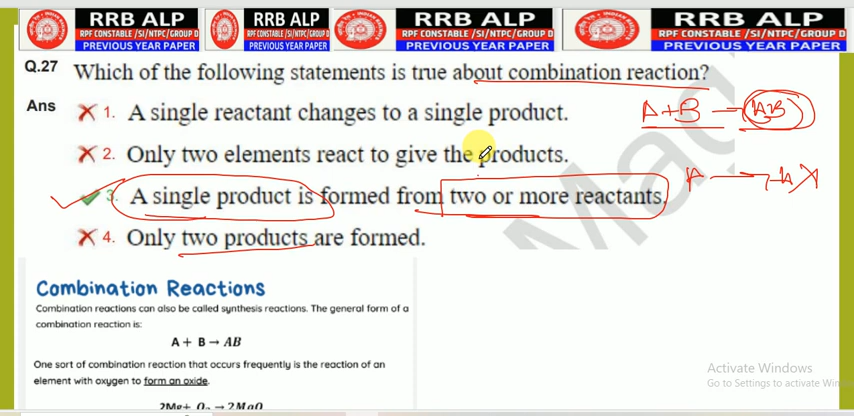 RRB ALP
RPF CONSTABLE /SI/NTPC/GROUP D
PREVIOUS YEAR PAPER
RRB ALP
RPF CONSTABLE /SI/NTPC/GROUP D
PREVIOUS YEAR PAPER
RRB ALP
RPF CONSTABLE /SI/NTPC/GROUP D
PREVIOUS YEAR PAPER
RRB ALP
RPF CONSTABLE /SI/NTPC/GROUP D
PREVIOUS YEAR PAPER
Q.27 Which of the following statements is true about combination reaction?
Ans 1. A single reactant changes to a single product.
2. Only two elements react to give the products.
3. A single product is formed from two or more reactants.
4. Only two products are formed.
A+B → AB
A → A
Combination Reactions
Combination reactions can also be called synthesis reactions. The general form of a
combination reaction is:
A + B → AB
One sort of combination reaction that occurs frequently is the reaction of an
element with oxygen to form an oxide.
2Mg+ O₂ → 2MgO
Activate Windows
Go to Settings to activate Win